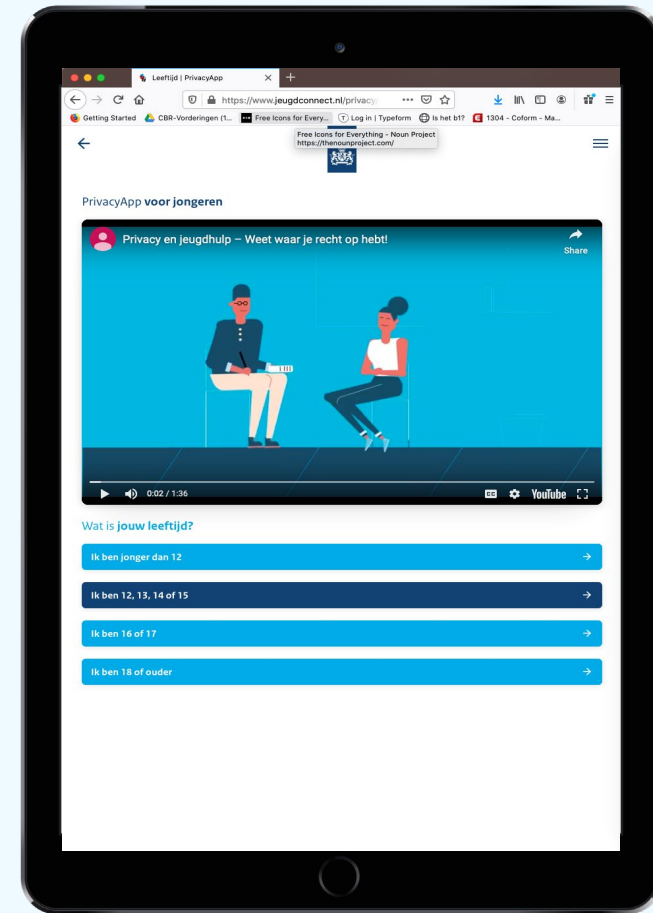 Leeftijd | PrivacyApp
https://www.jeugdconnect.nl/privacy
Getting Started CBR-Vorderingen (1... Free Icons for Every... Log in | Typeform Is het b1? 1304 - Coform - Ma...
Free Icons for Everything - Noun Project
https://thenounproject.com/
PrivacyApp voor jongeren
Privacy en jeugdhulp – Weet waar je recht op hebt!
Share
0:02 / 1:36
CC
YouTube
Wat is jouw leeftijd?
Ik ben jonger dan 12
Ik ben 12, 13, 14 of 15
Ik ben 16 of 17
Ik ben 18 of ouder